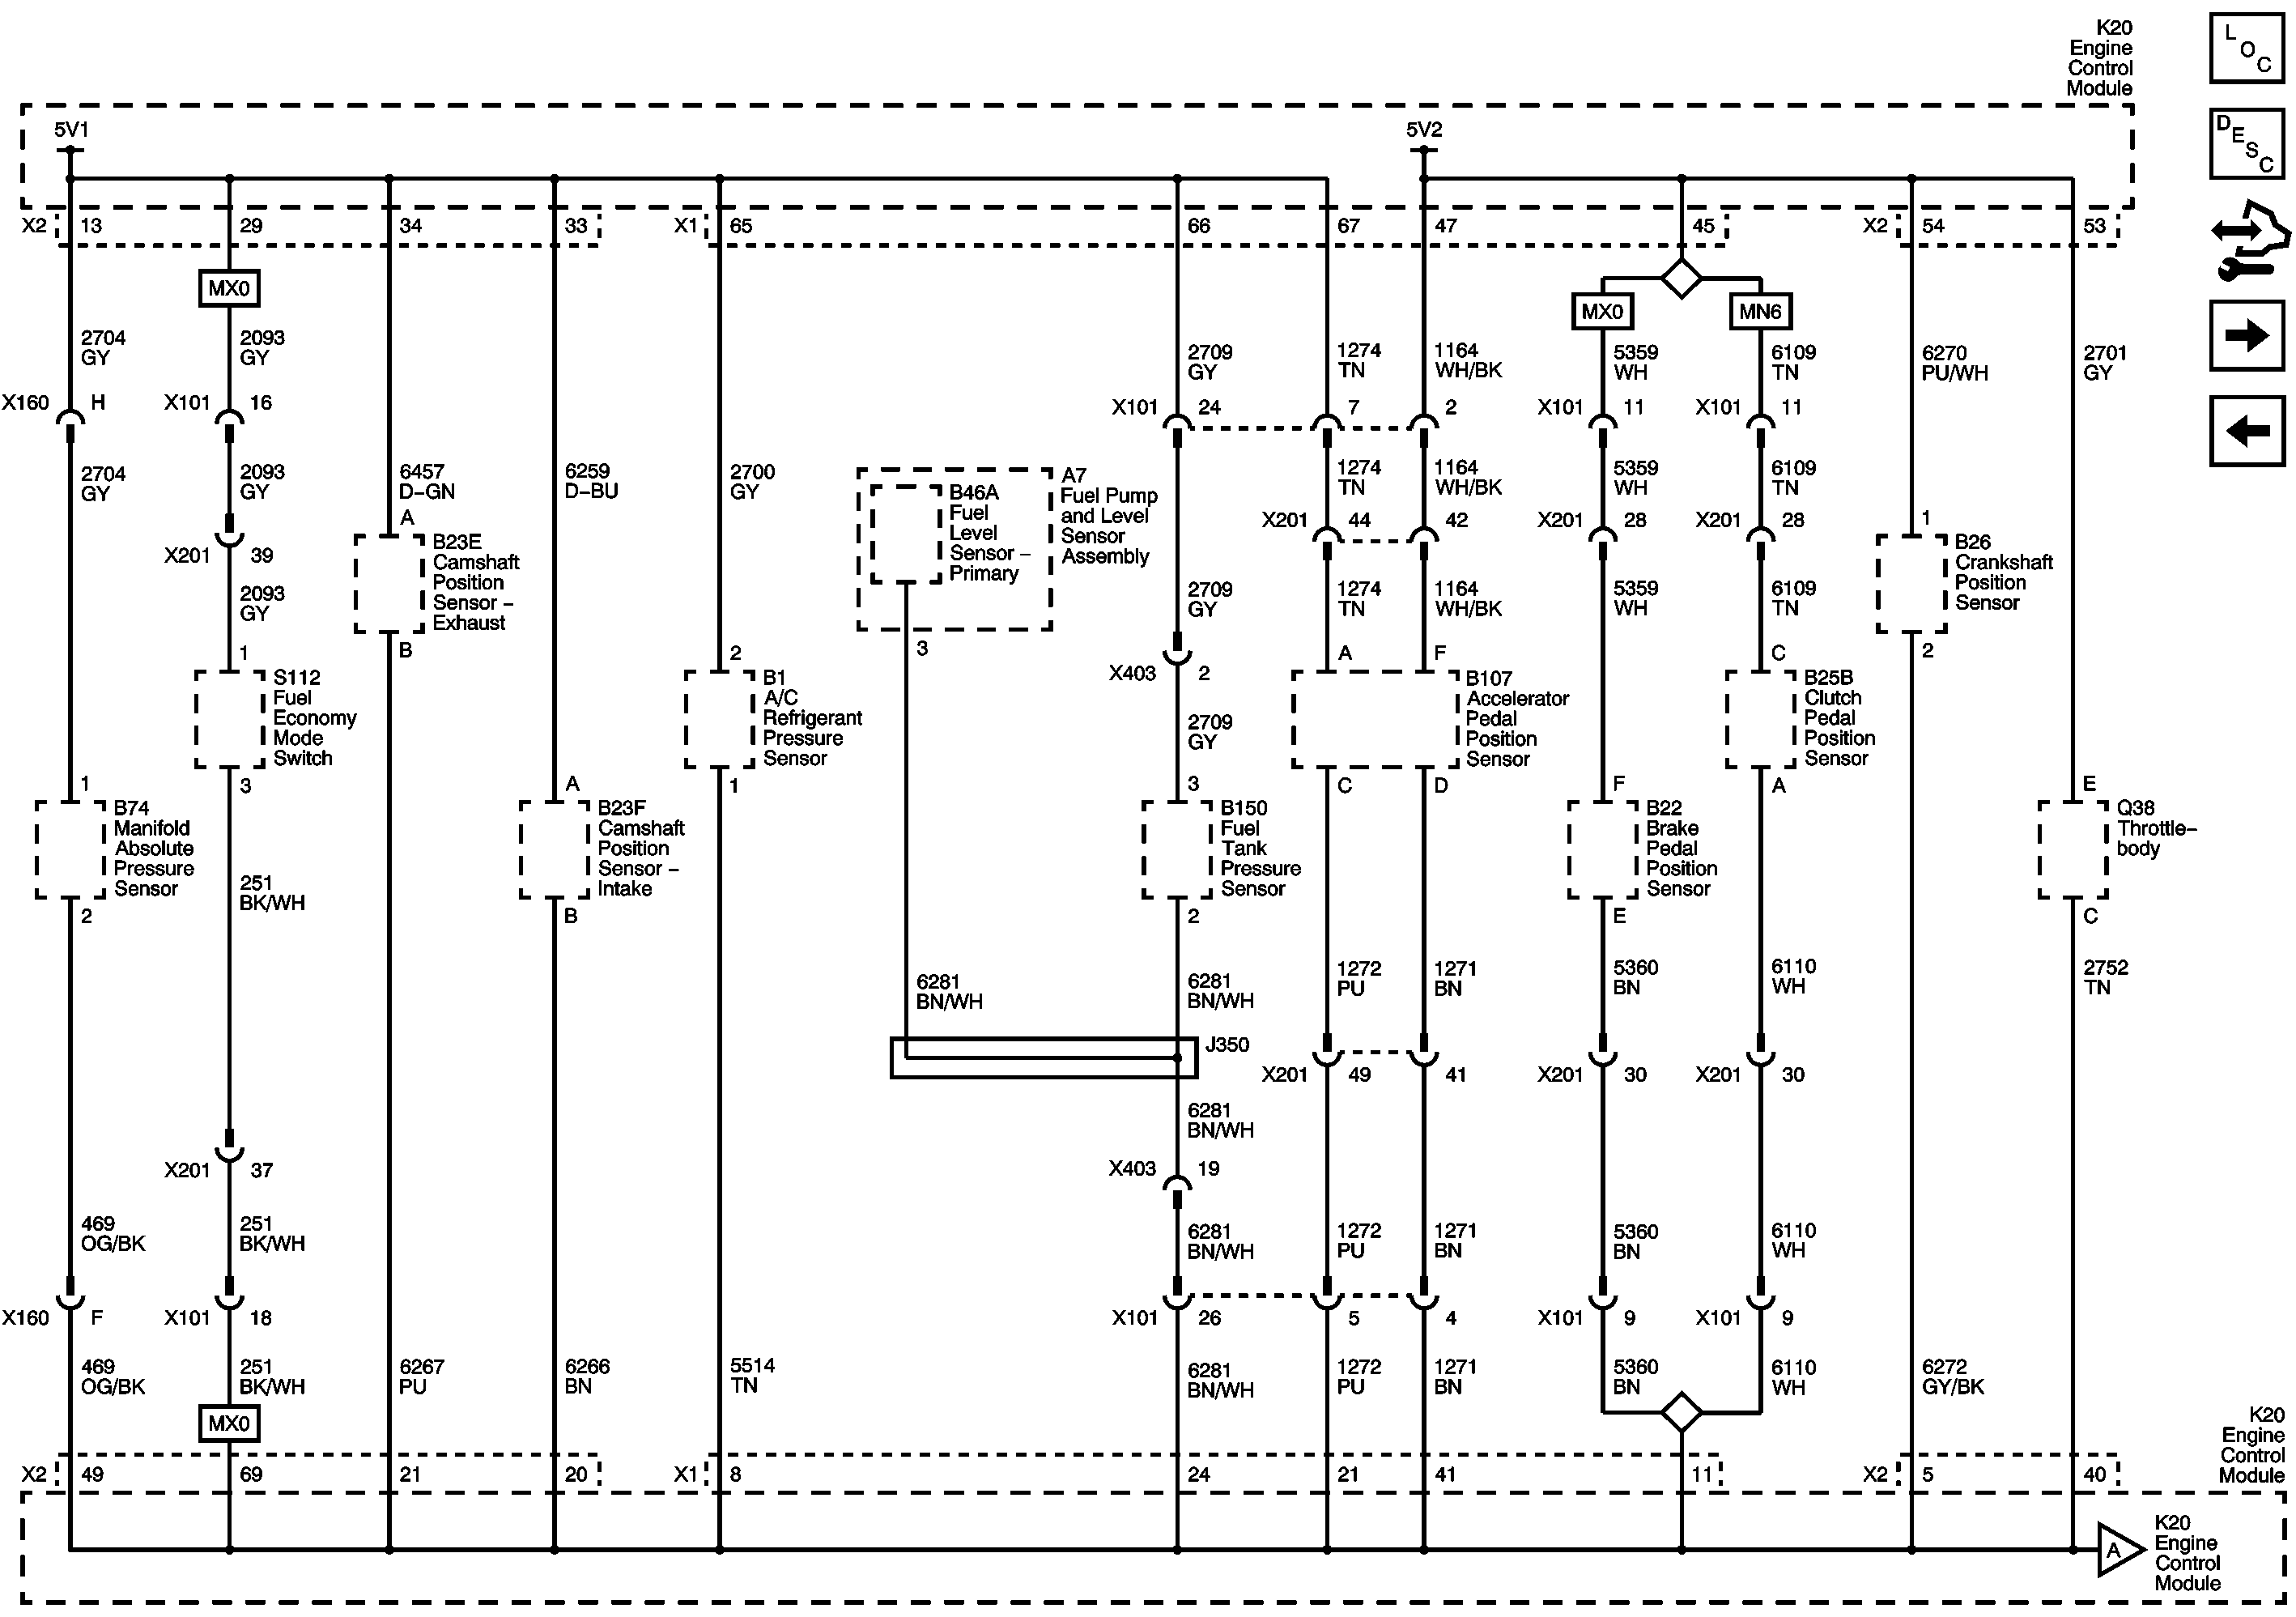 K20
Engine
Control
Module
L
O
C
D
E
S
C
5V1
5V2
X2 13 29 34 33 X1 65 66 67 47 45 X2 54 53
MX0
MX0
MN6
2704
GY
2093
GY
2709
GY
1274
TN
1164
WH/BK
5359
WH
6109
TN
6270
PU/WH
2701
GY
X160 H
X101 16
X101 24 7 2
X101 11
X101 11
2704
GY
2093
GY
6457
D-GN
6259
D-BU
2700
GY
B46A
Fuel
Level
Sensor –
Primary
A7
Fuel Pump
and Level
Sensor
Assembly
3
1274
TN
1164
WH/BK
5359
WH
6109
TN
X201 39
X201 44 42
X201 28
X201 28
2093
GY
A
B23E
Camshaft
Position
Sensor –
Exhaust
B
2709
GY
1274
TN
1164
WH/BK
5359
WH
6109
TN
1
B26
Crankshaft
Position
Sensor
2
1
S112
Fuel
Economy
Mode
Switch
3
2
B1
A/C
Refrigerant
Pressure
Sensor
1
X403 2
2709
GY
A F
B107
Accelerator
Pedal
Position
Sensor
C D
C
B25B
Clutch
Pedal
Position
Sensor
A
1
B74
Manifold
Absolute
Pressure
Sensor
2
251
BK/WH
A
B23F
Camshaft
Position
Sensor –
Intake
B
3
B150
Fuel
Tank
Pressure
Sensor
2
F
B22
Brake
Pedal
Position
Sensor
E
E
Q38
Throttle–
body
C
6281
BN/WH
6281
BN/WH
1272
PU
1271
BN
5360
BN
6110
WH
2752
TN
J350
X201 49 41
X201 30
X201 30
6281
BN/WH
X201 37
X403 19
469
OG/BK
251
BK/WH
6281
BN/WH
1272
PU
1271
BN
5360
BN
6110
WH
X160 F
X101 18
X101 26 5 4
X101 9
X101 9
469
OG/BK
251
BK/WH
6267
PU
6266
BN
5514
TN
6281
BN/WH
1272
PU
1271
BN
5360
BN
6110
WH
6272
GY/BK
MX0
K20
Engine
Control
Module
X2 49 69 21 20 X1 8 24 21 41 11 X2 5 40
A
K20
Engine
Control
Module